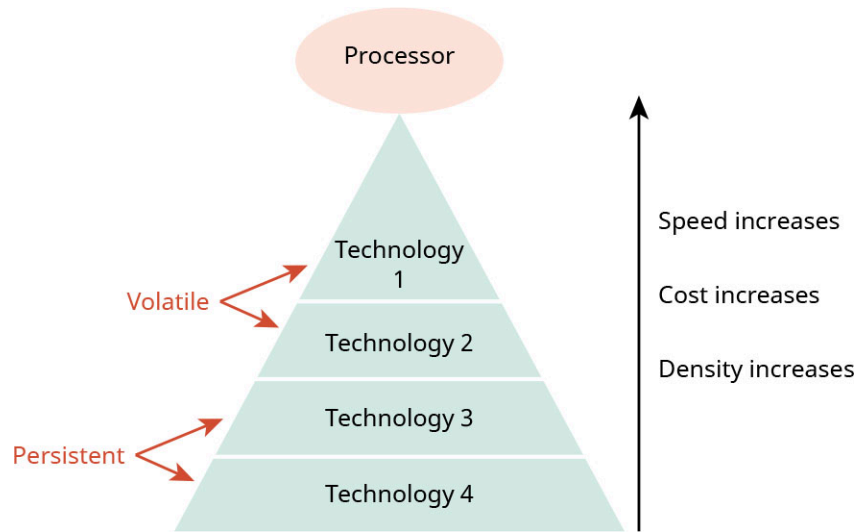 Processor
Technology
1
Technology 2
Technology 3
Technology 4
Volatile
Persistent
Speed increases
Cost increases
Density increases